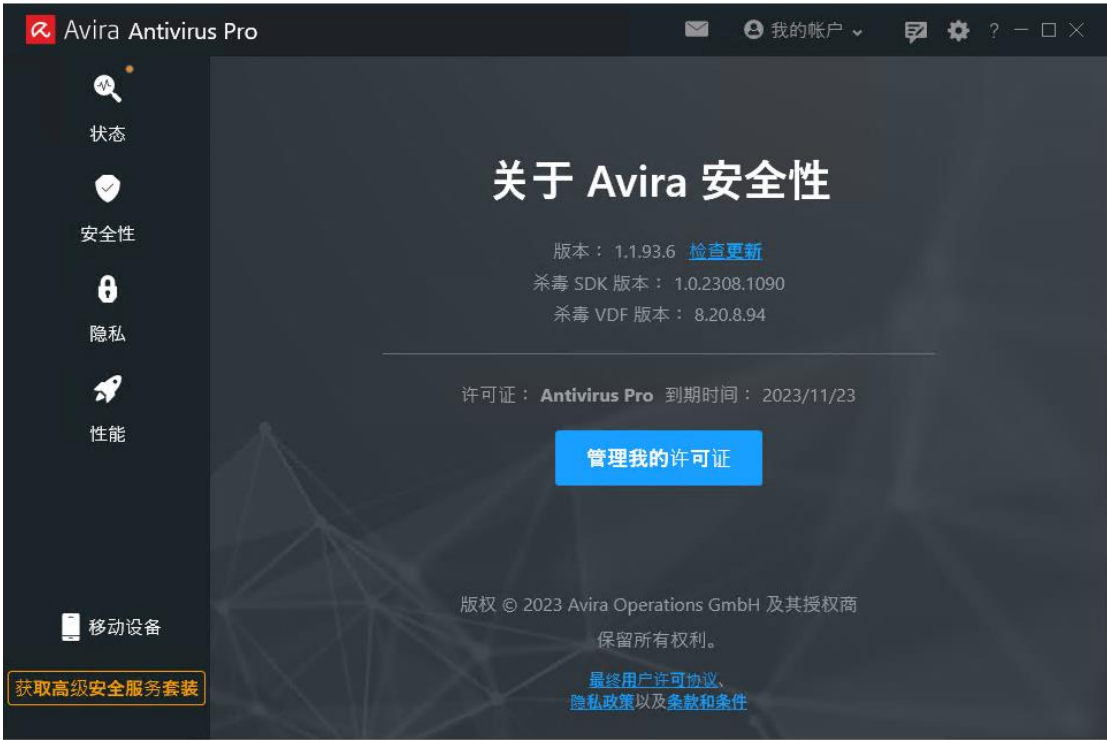 Avira Antivirus Pro
我的帐户
?
状态
安全性
隐私
性能
移动设备
获取高级安全服务套装
关于 Avira 安全性
版本： 1.1.93.6 检查更新
杀毒 SDK 版本： 1.0.2308.1090
杀毒 VDF 版本： 8.20.8.94
许可证： Antivirus Pro 到期时间： 2023/11/23
管理我的许可证
版权 © 2023 Avira Operations GmbH 及其授权商
保留所有权利。
最终用户许可协议、
隐私政策以及条款和条件